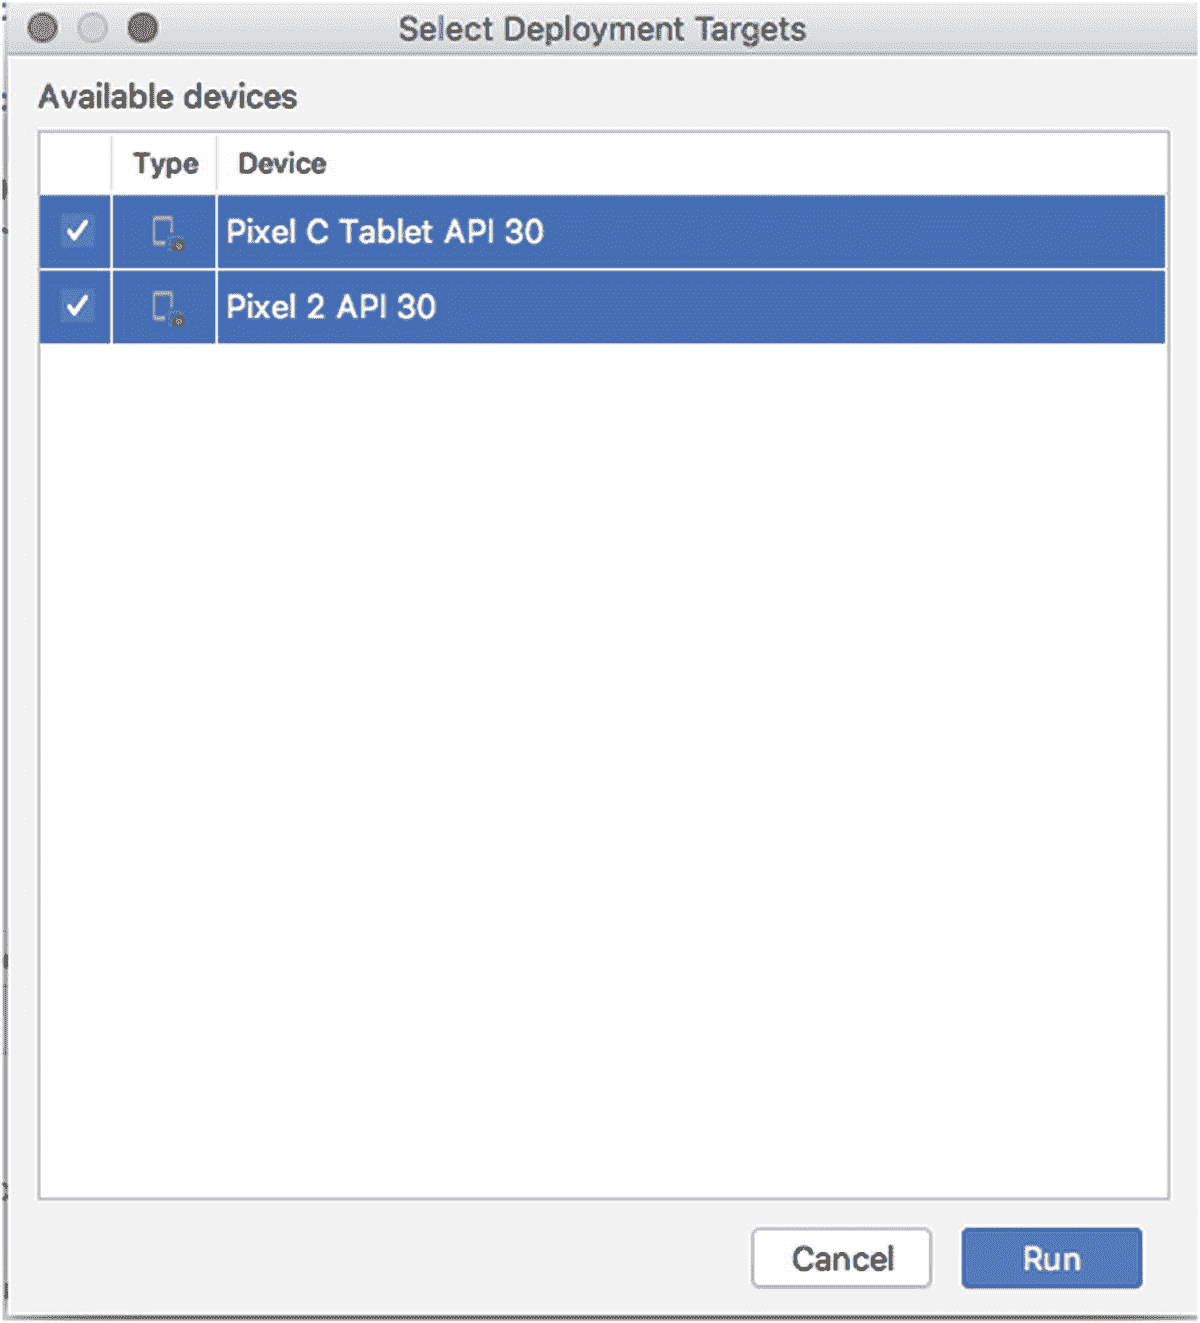 Select Deployment Targets
Available devices
Type Device
Pixel C Tablet API 30
Pixel 2 API 30
Cancel Run